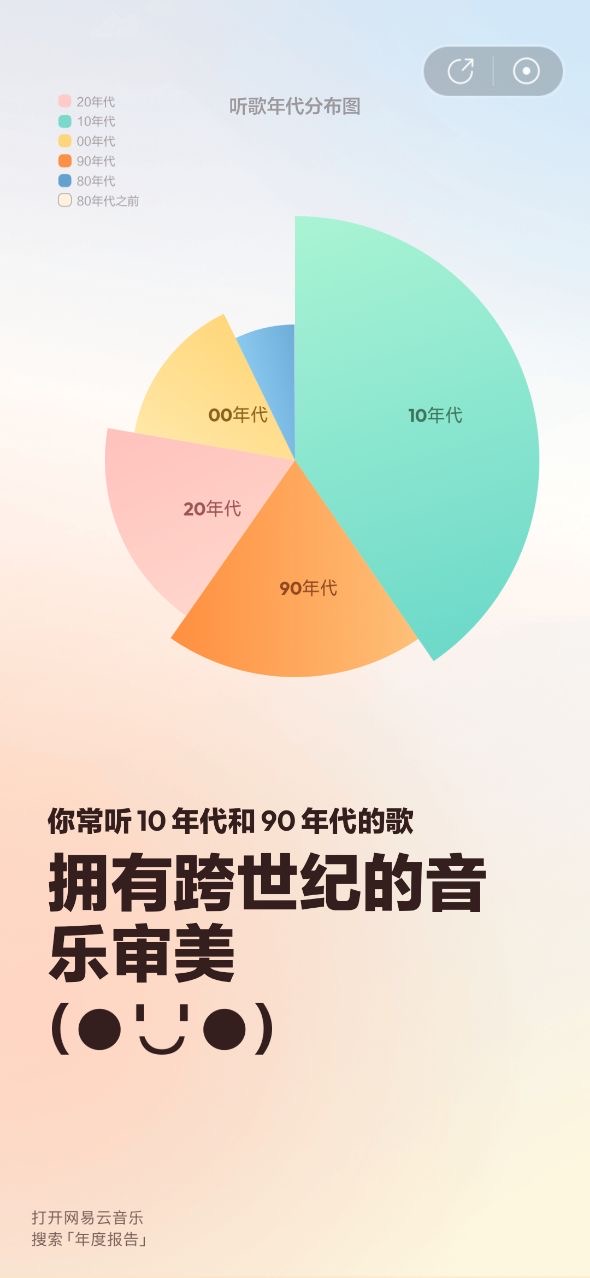 听歌年代分布图
20年代
10年代
00年代
90年代
80年代
80年代之前
10年代
00年代
20年代
90年代
你常听 10 年代和 90 年代的歌
拥有跨世纪的音
乐审美
(●'◡'●)
打开网易云音乐
搜索「年度报告」